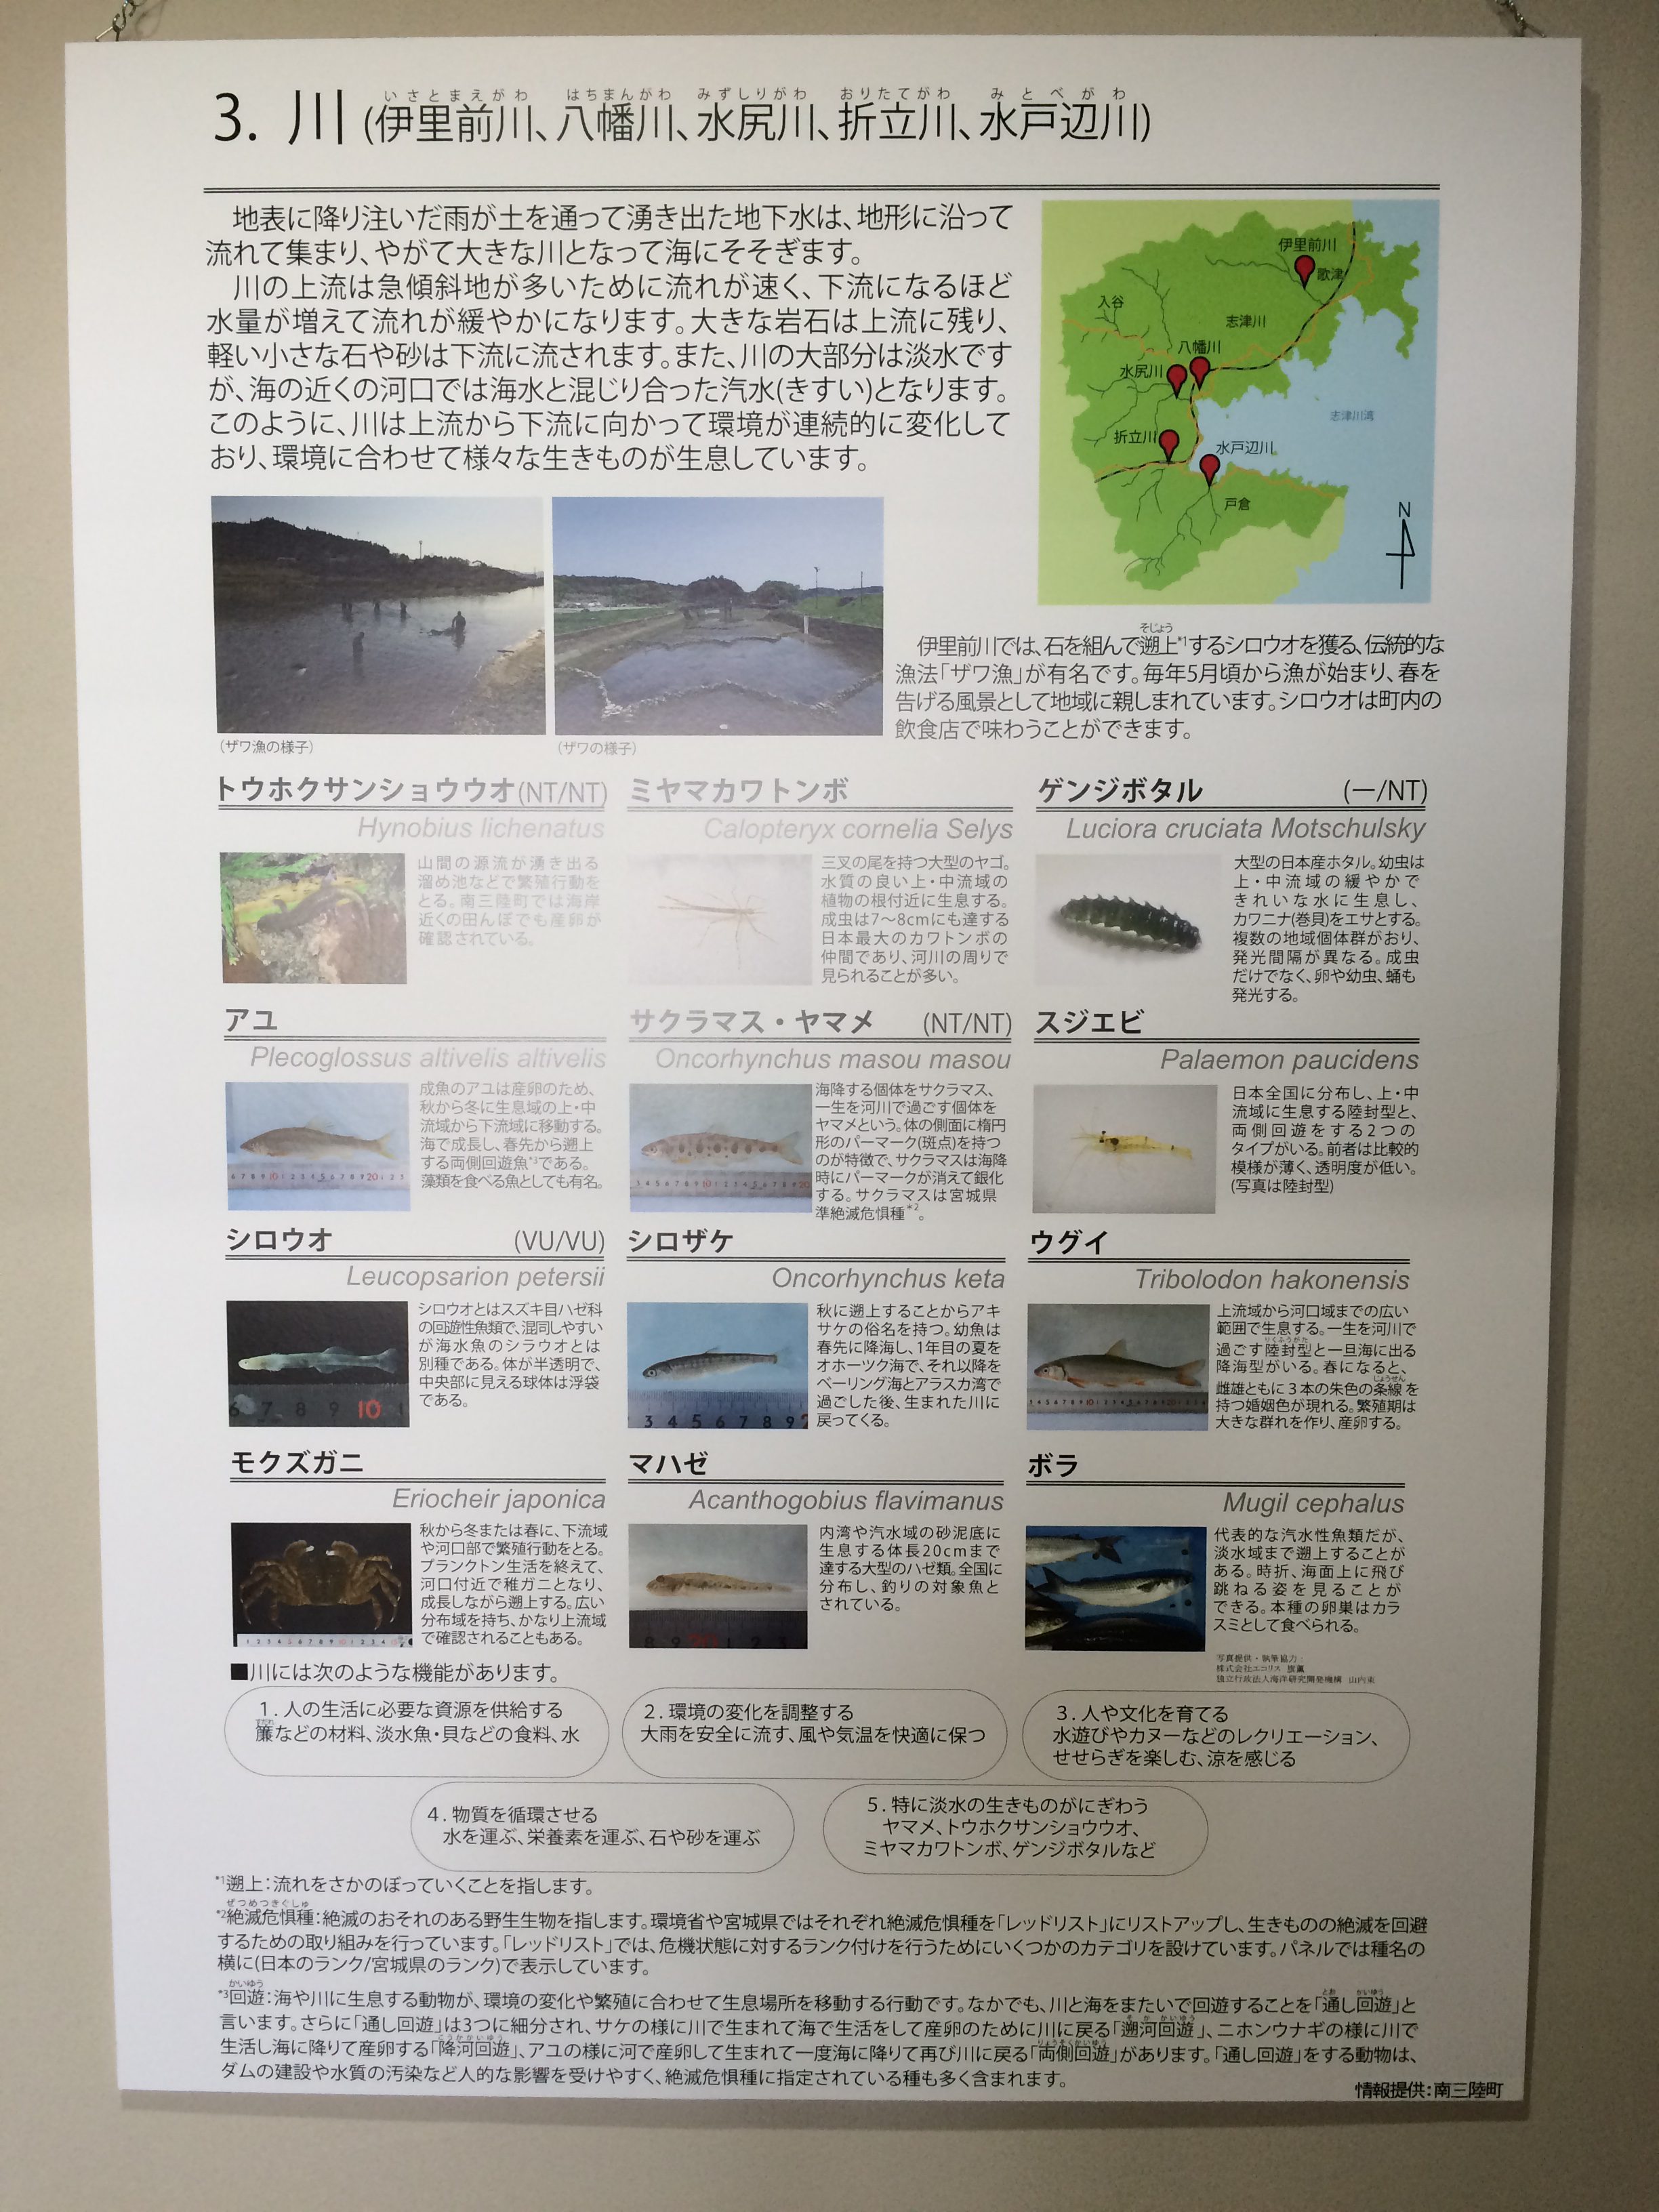 3. 川 (伊里前川、八幡川、水尻川、折立川、水戸辺川)
いさとまえがわ はちまんがわ みずしりがわ おりたてがわ みとべがわ
地表に降り注いだ雨が土を通って湧き出た地下水は、地形に沿って
流れて集まり、やがて大きな川となって海にそそぎます。
川の上流は急傾斜地が多いために流れが速く、下流になるほど
水量が増えて流れが緩やかになります。大きな岩石は上流に残り、
軽い小さな石や砂は下流に流されます。また、川の大部分は淡水です
が、海の近くの河口では海水と混じり合った汽水(きすい)となります。
このように、川は上流から下流に向かって環境が連続的に変化して
おり、環境に合わせて様々な生きものが生息しています。
入谷
水尻川
折立川
八幡川
志津川
水戸辺川
戸倉
伊里前川
歌津
志津川湾
N
(ザワ漁の様子)
(ザワの様子)
伊里前川では、石を組んで遡上*1するシロウオを獲る、伝統的な
そじょう
漁法「ザワ漁」が有名です。毎年5月頃から漁が始まり、春を
告げる風景として地域に親しまれています。シロウオは町内の
飲食店で味わうことができます。
トウホクサンショウウオ(NT/NT)
Hynobius lichenatus
山間の源流が湧き出る
溜め池などで繁殖行動を
とる。南三陸町では海岸
近くの田んぼでも産卵が
確認されている。
ミヤマカワトンボ
Calopteryx cornelia Selys
三叉の尾を持つ大型のヤゴ。
水質の良い上・中流域の
植物の根付近に生息する。
成虫は7～8cmにも達する
日本最大のカワトンボの
仲間であり、河川の周りで
見られることが多い。
ゲンジボタル (ー/NT)
Luciora cruciata Motschulsky
大型の日本産ホタル。幼虫は
上・中流域の緩やかで
きれいな水に生息し、
カワニナ(巻貝)をエサとする。
複数の地域個体群がおり、
発光間隔が異なる。成虫
だけでなく、卵や幼虫、蛹も
発光する。
アユ
Plecoglossus altivelis altivelis
成魚のアユは産卵のため、
秋から冬に生息域の上・中
流域から下流域に移動する。
海で成長し、春先から遡上
する両側回遊魚*3である。
藻類を食べる魚としても有名。
サクラマス・ヤマメ (NT/NT)
Oncorhynchus masou masou
海降する個体をサクラマス、
一生を河川で過ごす個体を
ヤマメという。体の側面に楕円
形のパーマーク(斑点)を持つ
のが特徴で、サクラマスは海降
時にパーマークが消えて銀化
する。サクラマスは宮城県
準絶滅危惧種*2。
スジエビ
Palaemon paucidens
日本全国に分布し、上・中
流域に生息する陸封型と、
両側回遊をする2つの
タイプがいる。前者は比較的
模様が薄く、透明度が低い。
(写真は陸封型)
シロウオ (VU/VU)
Leucopsarion petersii
シロウオとはスズキ目ハゼ科
の回遊性魚類で、混同しやすい
が海水魚のシラウオとは
別種である。体が半透明で、
中央部に見える球体は浮袋
である。
シロザケ
Oncorhynchus keta
秋に遡上することからアキ
サケの俗名を持つ。幼魚は
春先に降海し、1年目の夏を
オホーツク海で、それ以降を
ベーリング海とアラスカ湾で
過ごした後、生まれた川に
戻ってくる。
ウグイ
Tribolodon hakonensis
上流域から河口域までの広い
範囲で生息する。一生を河川で
過ごす陸封型と一旦海に出る
降海型がいる。春になると、
雌雄ともに3本の朱色の条線を
持つ婚姻色が現れる。繁殖期は
大きな群れを作り、産卵する。
モクズガニ
Eriocheir japonica
秋から冬または春に、下流域
や河口部で繁殖行動をとる。
プランクトン生活を終えて、
河口付近で稚ガニとなり、
成長しながら遡上する。広い
分布域を持ち、かなり上流域
で確認されることもある。
マハゼ
Acanthogobius flavimanus
内湾や汽水域の砂泥底に
生息する体長20cmまで
達する大型のハゼ類。全国に
分布し、釣りの対象魚と
されている。
ボラ
Mugil cephalus
代表的な汽水性魚類だが、
淡水域まで遡上することが
ある。時折、海面上に飛び
跳ねる姿を見ることが
できる。本種の卵巣はカラ
スミとして食べられる。
■川には次のような機能があります。
1. 人の生活に必要な資源を供給する
簾などの材料、淡水魚・貝などの食料、水
2. 環境の変化を調整する
大雨を安全に流す、風や気温を快適に保つ
3. 人や文化を育てる
水遊びやカヌーなどのレクリエーション、
せせらぎを楽しむ、涼を感じる
4. 物質を循環させる
水を運ぶ、栄養素を運ぶ、石や砂を運ぶ
5. 特に淡水の生きものがにぎわう
ヤマメ、トウホクサンショウウオ、
ミヤマカワトンボ、ゲンジボタルなど
*1遡上：流れをさかのぼっていくことを指します。
*2絶滅危惧種：絶滅のおそれのある野生生物を指します。環境省や宮城県ではそれぞれ絶滅危惧種を「レッドリスト」にリストアップし、生きものの絶滅を回避
するための取り組みを行っています。「レッドリスト」では、危機状態に対するランク付けを行うためにいくつかのカテゴリを設けています。パネルでは種名の
横に(日本のランク/宮城県のランク)で表示しています。
*3回遊：海や川に生息する動物が、環境の変化や繁殖に合わせて生息場所を移動する行動です。なかでも、川と海をまたいで回遊することを「通し回遊」と
言います。さらに「通し回遊」は3つに細分され、サケの様に川で生まれて海で生活をして産卵のために川に戻る「遡河回遊」、ニホンウナギの様に川で
生活し海に降りて産卵する「降河回遊」、アユの様に河で産卵して生まれて一度海に降りて再び川に戻る「両側回遊」があります。「通し回遊」をする動物は、
ダムの建設や水質の汚染など人的な影響を受けやすく、絶滅危惧種に指定されている種も多く含まれます。
情報提供：南三陸町